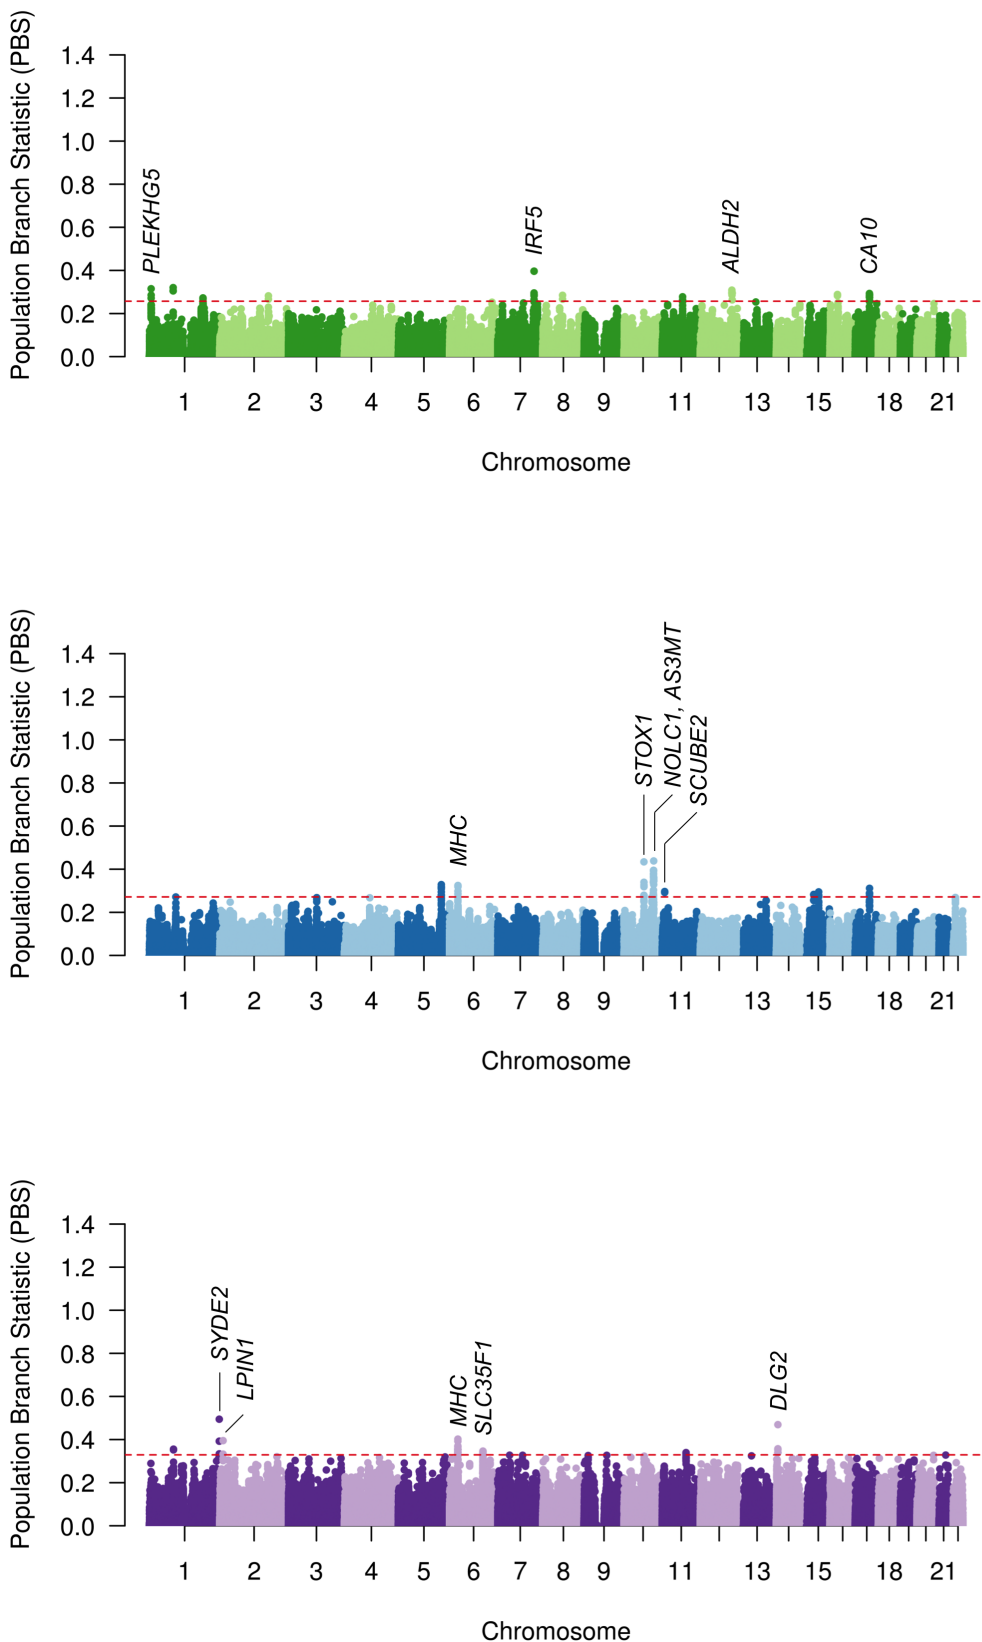 Population Branch Statistic (PBS)
1.4
1.2
1.0
0.8
0.6
0.4
0.2
0.0
PLEKHG5
IRF5
ALDH2
CA10
1 2 3 4 5 6 7 8 9 11 13 15 18 21
Chromosome
Population Branch Statistic (PBS)
1.4
1.2
1.0
0.8
0.6
0.4
0.2
0.0
MHC
STOX1
NOLC1, AS3MT
SCUBE2
1 2 3 4 5 6 7 8 9 11 13 15 18 21
Chromosome
Population Branch Statistic (PBS)
1.4
1.2
1.0
0.8
0.6
0.4
0.2
0.0
SYDE2
LPIN1
MHC
SLC35F1
DLG2
1 2 3 4 5 6 7 8 9 11 13 15 18 21
Chromosome